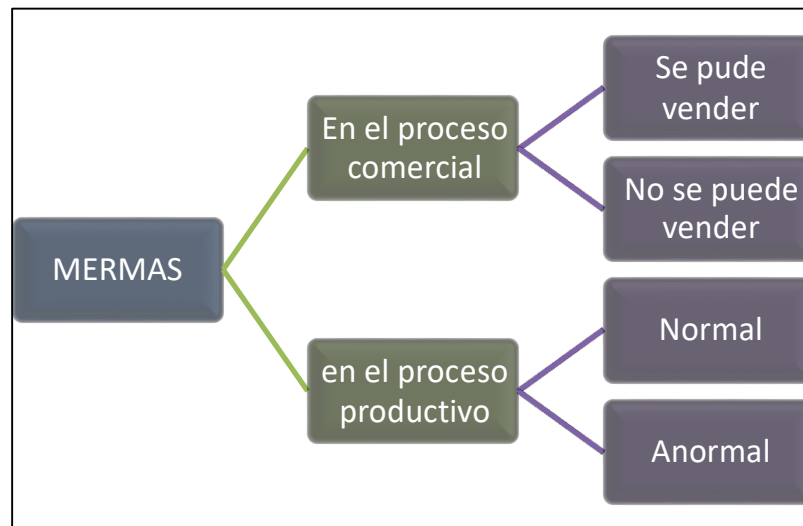 MERMAS
En el proceso
comercial
Se pude
vender
No se puede
vender
en el proceso
productivo
Normal
Anormal